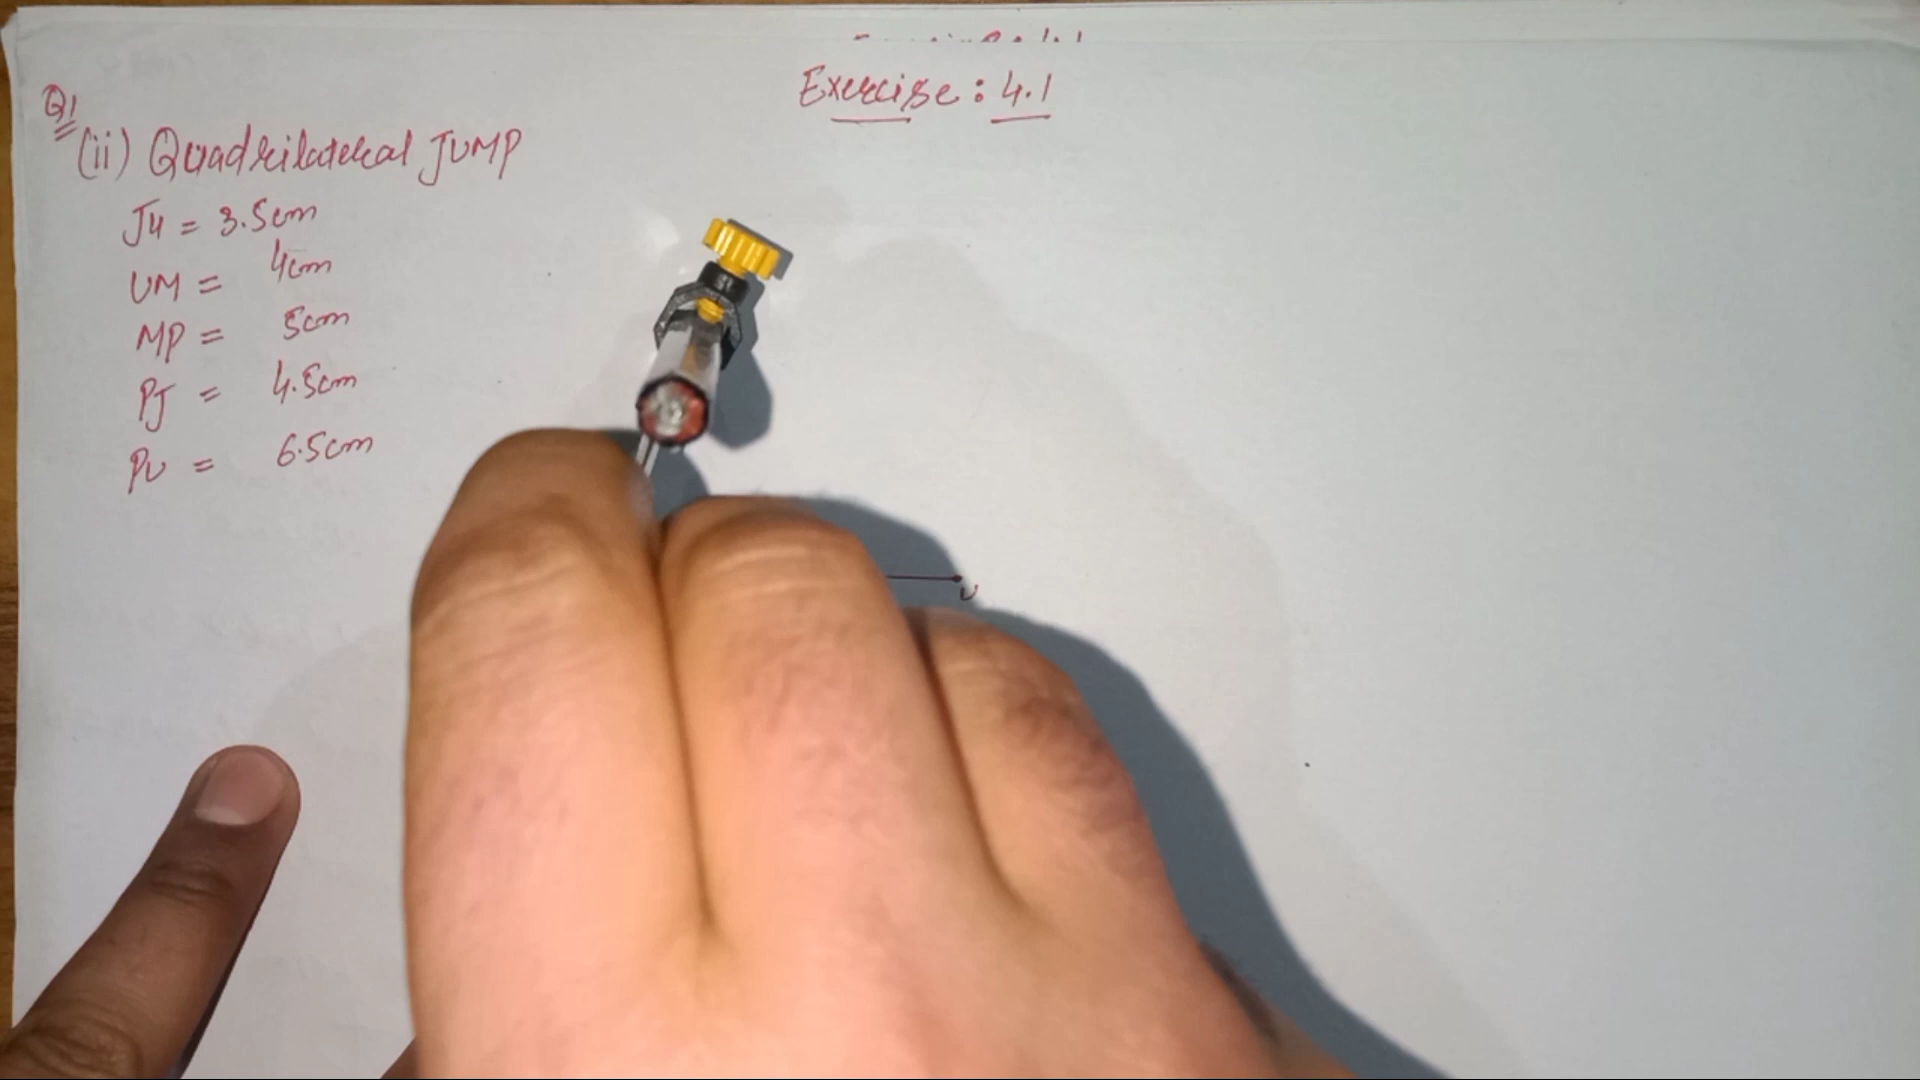 Exercise : 4.1
Q1
(ii) Quadrilateral JUMP
JU = 3.5cm
UM = 4cm
MP = 5cm
PJ = 4.5cm
PU = 6.5cm
U